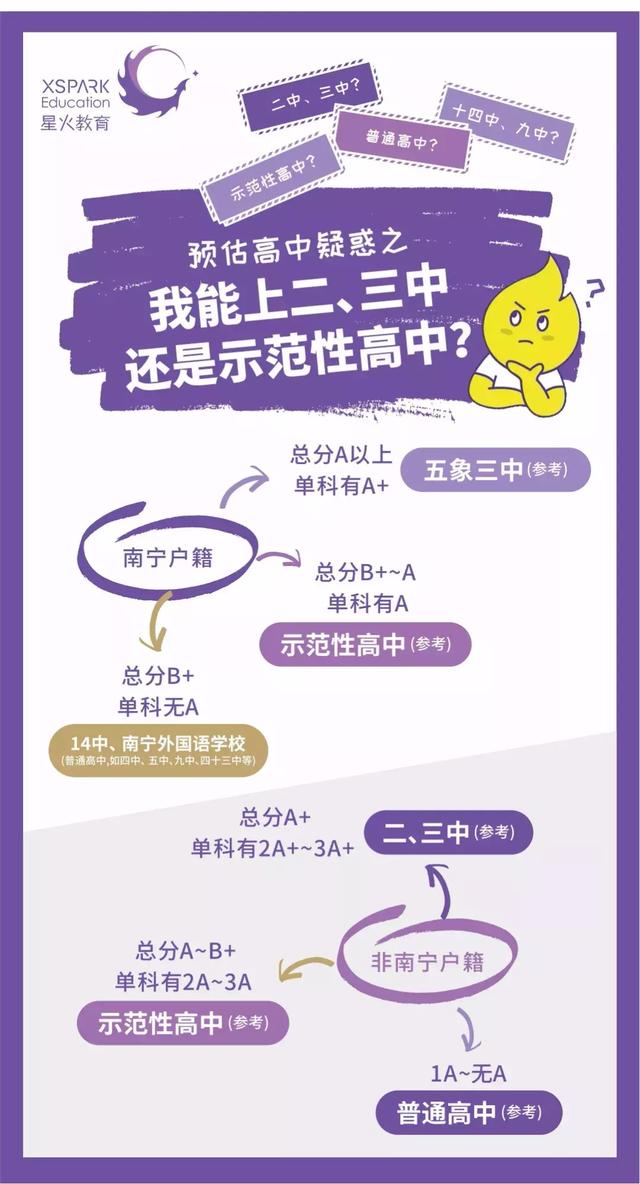 XSPARK
Education
星火教育
二中、三中?
十四中、九中?
普通高中?
示范性高中?
预估高中疑惑之
我能上二、三中
还是示范性高中?
?
总分A以上
单科有A+
五象三中(参考)
南宁户籍
总分B+~A
单科有A
示范性高中(参考)
总分B+
单科无A
14中、南宁外国语学校
(普通高中,如四中、五中、九中、四十三中等)
总分A+
单科有2A+~3A+
二、三中(参考)
非南宁户籍
总分A~B+
单科有2A~3A
示范性高中(参考)
1A~无A
普通高中(参考)